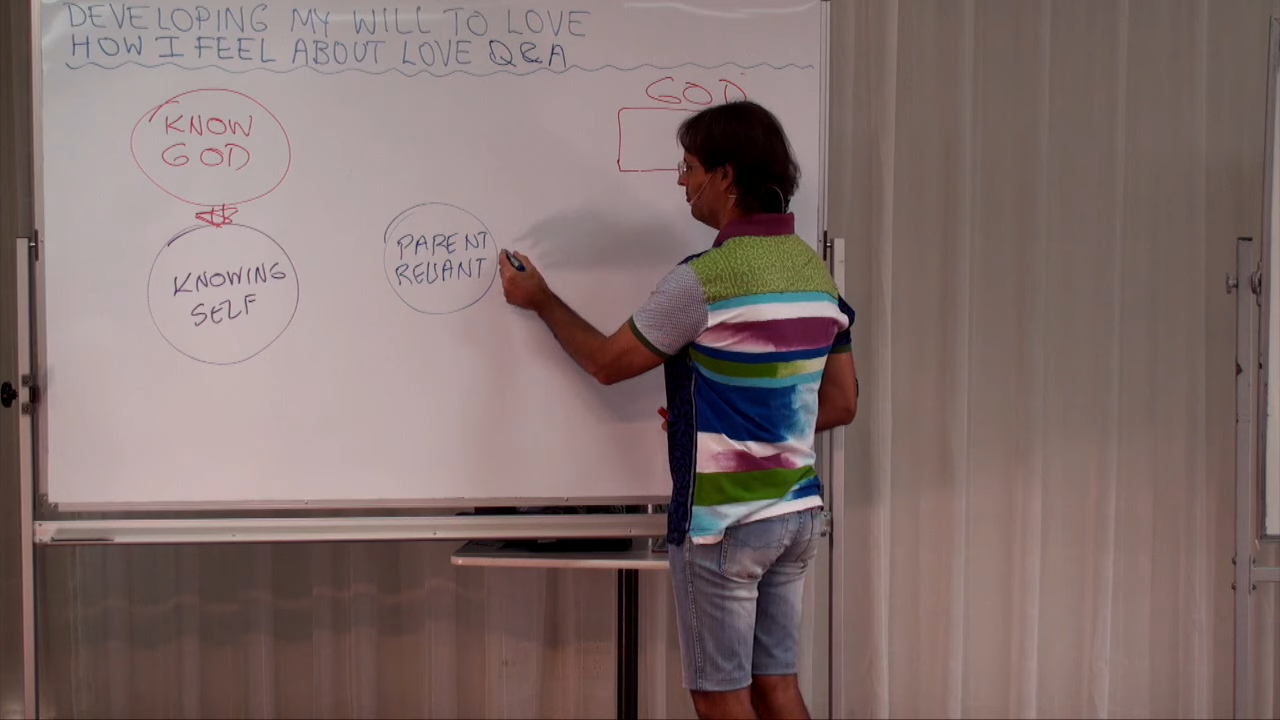 DEVELOPING MY WILL TO LOVE
HOW I FEEL ABOUT LOVE Q&A
KNOW
GOD
GOD
PARENT
RELIANT
KNOWING
SELF